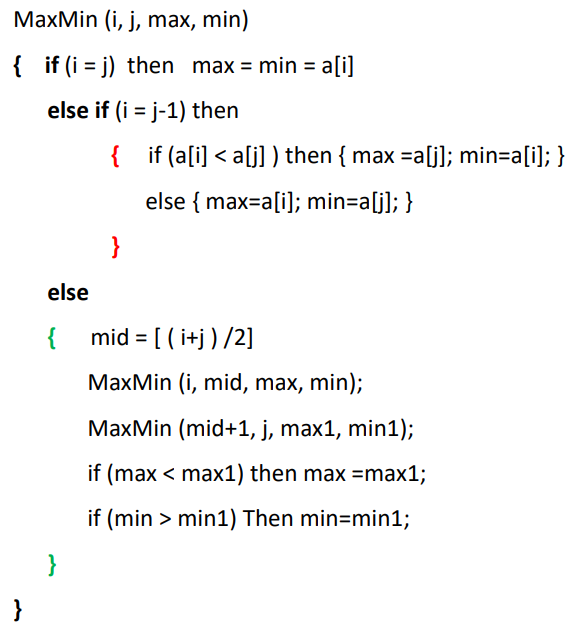 MaxMin (i, j, max, min)
{ if (i = j) then max = min = a[i]
else if (i = j-1) then
{ if (a[i] < a[j] ) then { max =a[j]; min=a[i]; }
else { max=a[i]; min=a[j]; }
}
else
{ mid = [ ( i+j ) /2]
MaxMin (i, mid, max, min);
MaxMin (mid+1, j, max1, min1);
if (max < max1) then max =max1;
if (min > min1) Then min=min1;
}
}